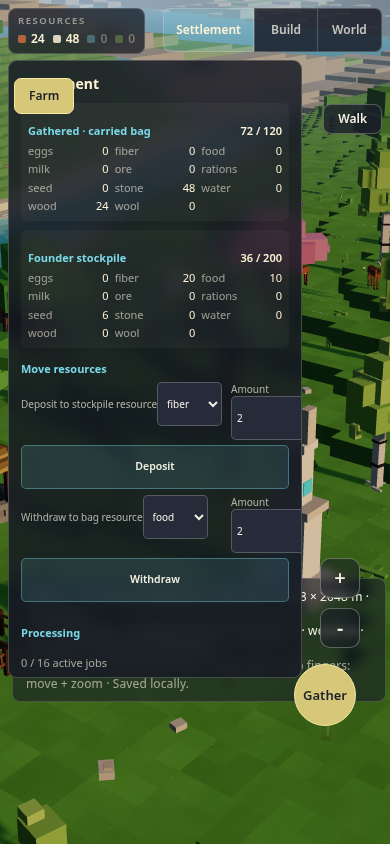 RESOURCES
24 48 0 0
Settlement Build World
Farm
ment
Walk
Gathered · carried bag 72 / 120
eggs 0 fiber 0 food 0
milk 0 ore 0 rations 0
seed 0 stone 48 water 0
wood 24 wool 0
Founder stockpile 36 / 200
eggs 0 fiber 20 food 10
milk 0 ore 0 rations 0
seed 6 stone 0 water 0
wood 0 wool 0
Move resources
Deposit to stockpile resource fiber Amount 2
Deposit
Withdraw to bag resource food Amount 2
Withdraw
+
-
Processing
0 / 16 active jobs
fingers:
move + zoom · Saved locally.
Gather